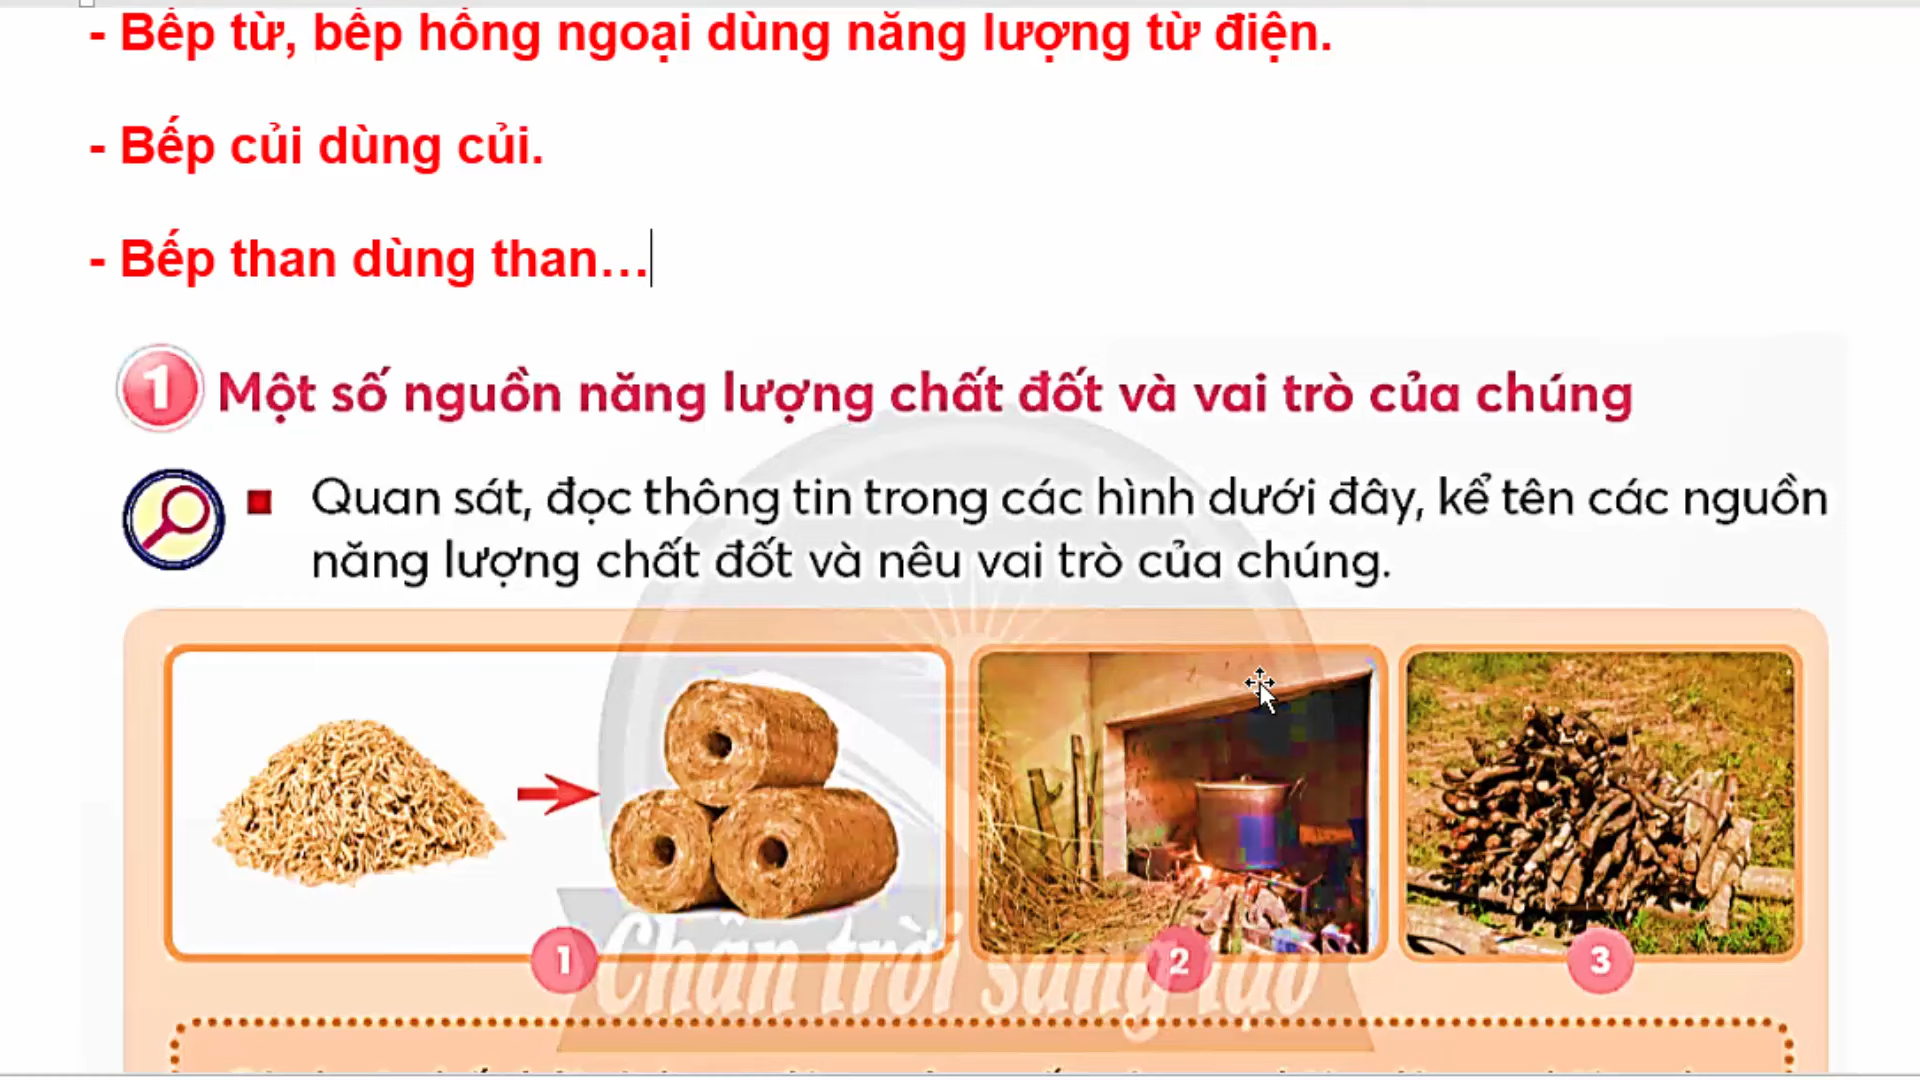 - Bếp từ, bếp hồng ngoại dùng năng lượng từ điện.
- Bếp củi dùng củi.
- Bếp than dùng than...
1 Một số nguồn năng lượng chất đốt và vai trò của chúng
Quan sát, đọc thông tin trong các hình dưới đây, kể tên các nguồn
năng lượng chất đốt và nêu vai trò của chúng.
1
2
3
Chân trời sáng tạo